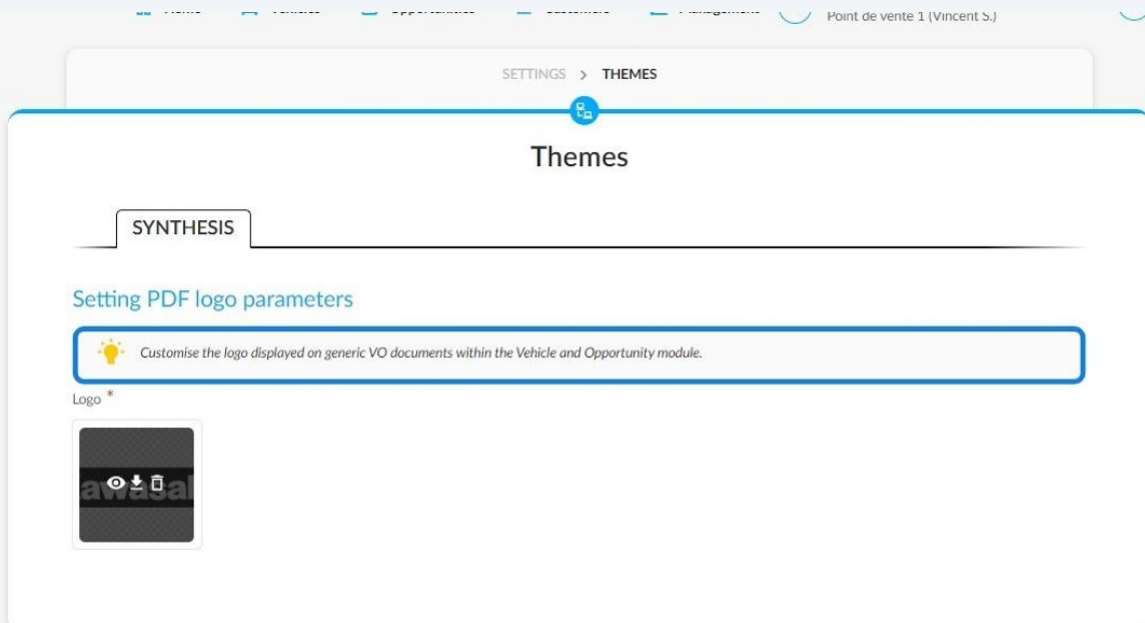 Point de vente 1 (Vincent S.)
SETTINGS > THEMES
Themes
SYNTHESIS
Setting PDF logo parameters
Customise the logo displayed on generic VO documents within the Vehicle and Opportunity module.
Logo *
awasa